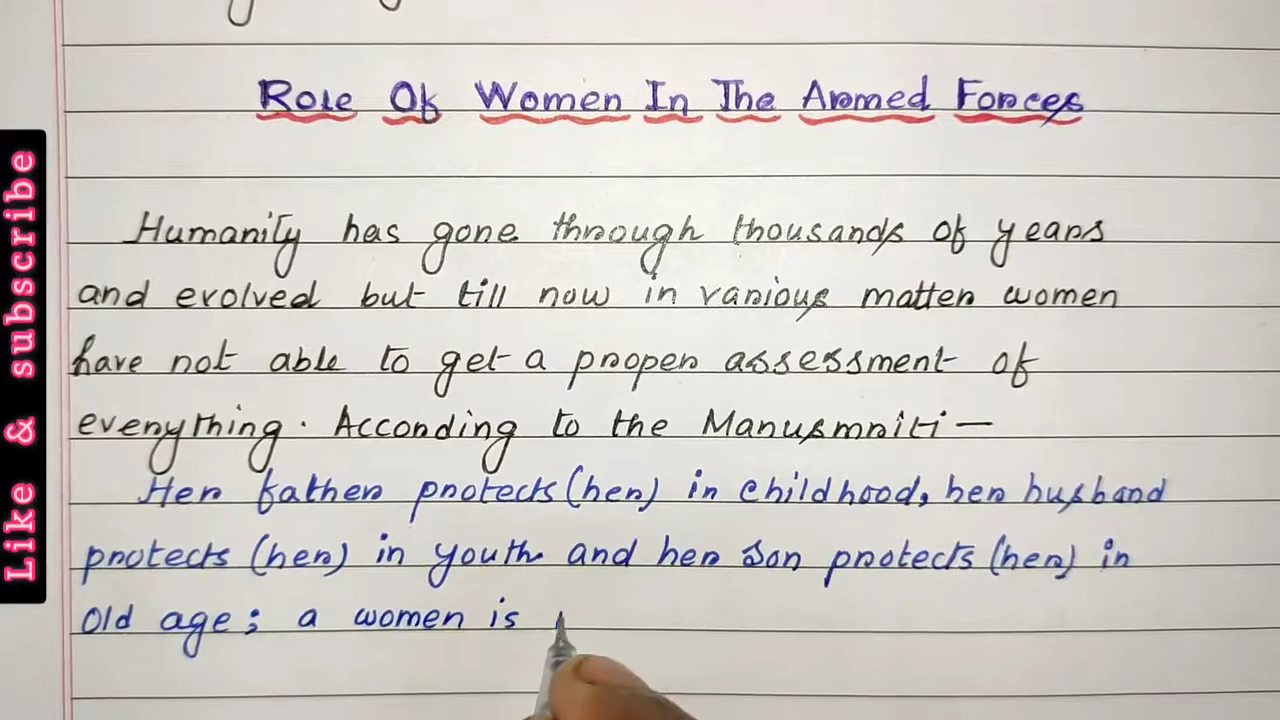 Role Of Women In The Armed Forces
Humanity has gone through thousands of years
and evolved but till now in various matter women
have not able to get a proper assessment of
everything. According to the Manusmriti —
Her father protects (her) in childhood, her husband
protects (her) in youth and her son protects (her) in
old age; a women is
Like & subscribe